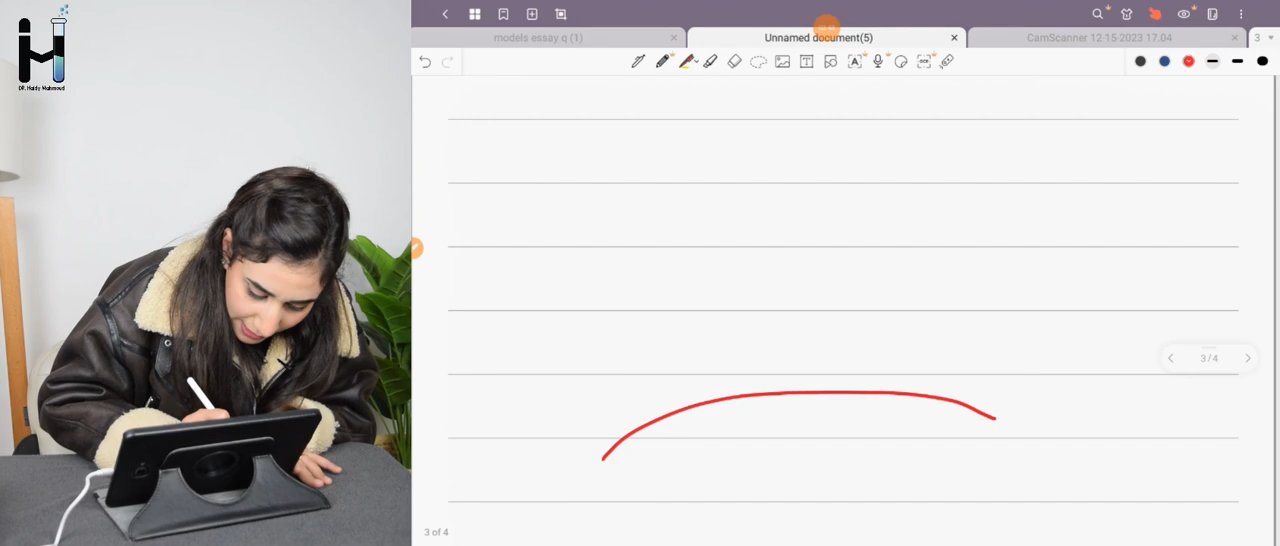 H
DR. Haidy Mahmoud
models essay q (1)
Unnamed document(5)
CamScanner 12-15-2023 17.04
3
3/4
3 of 4